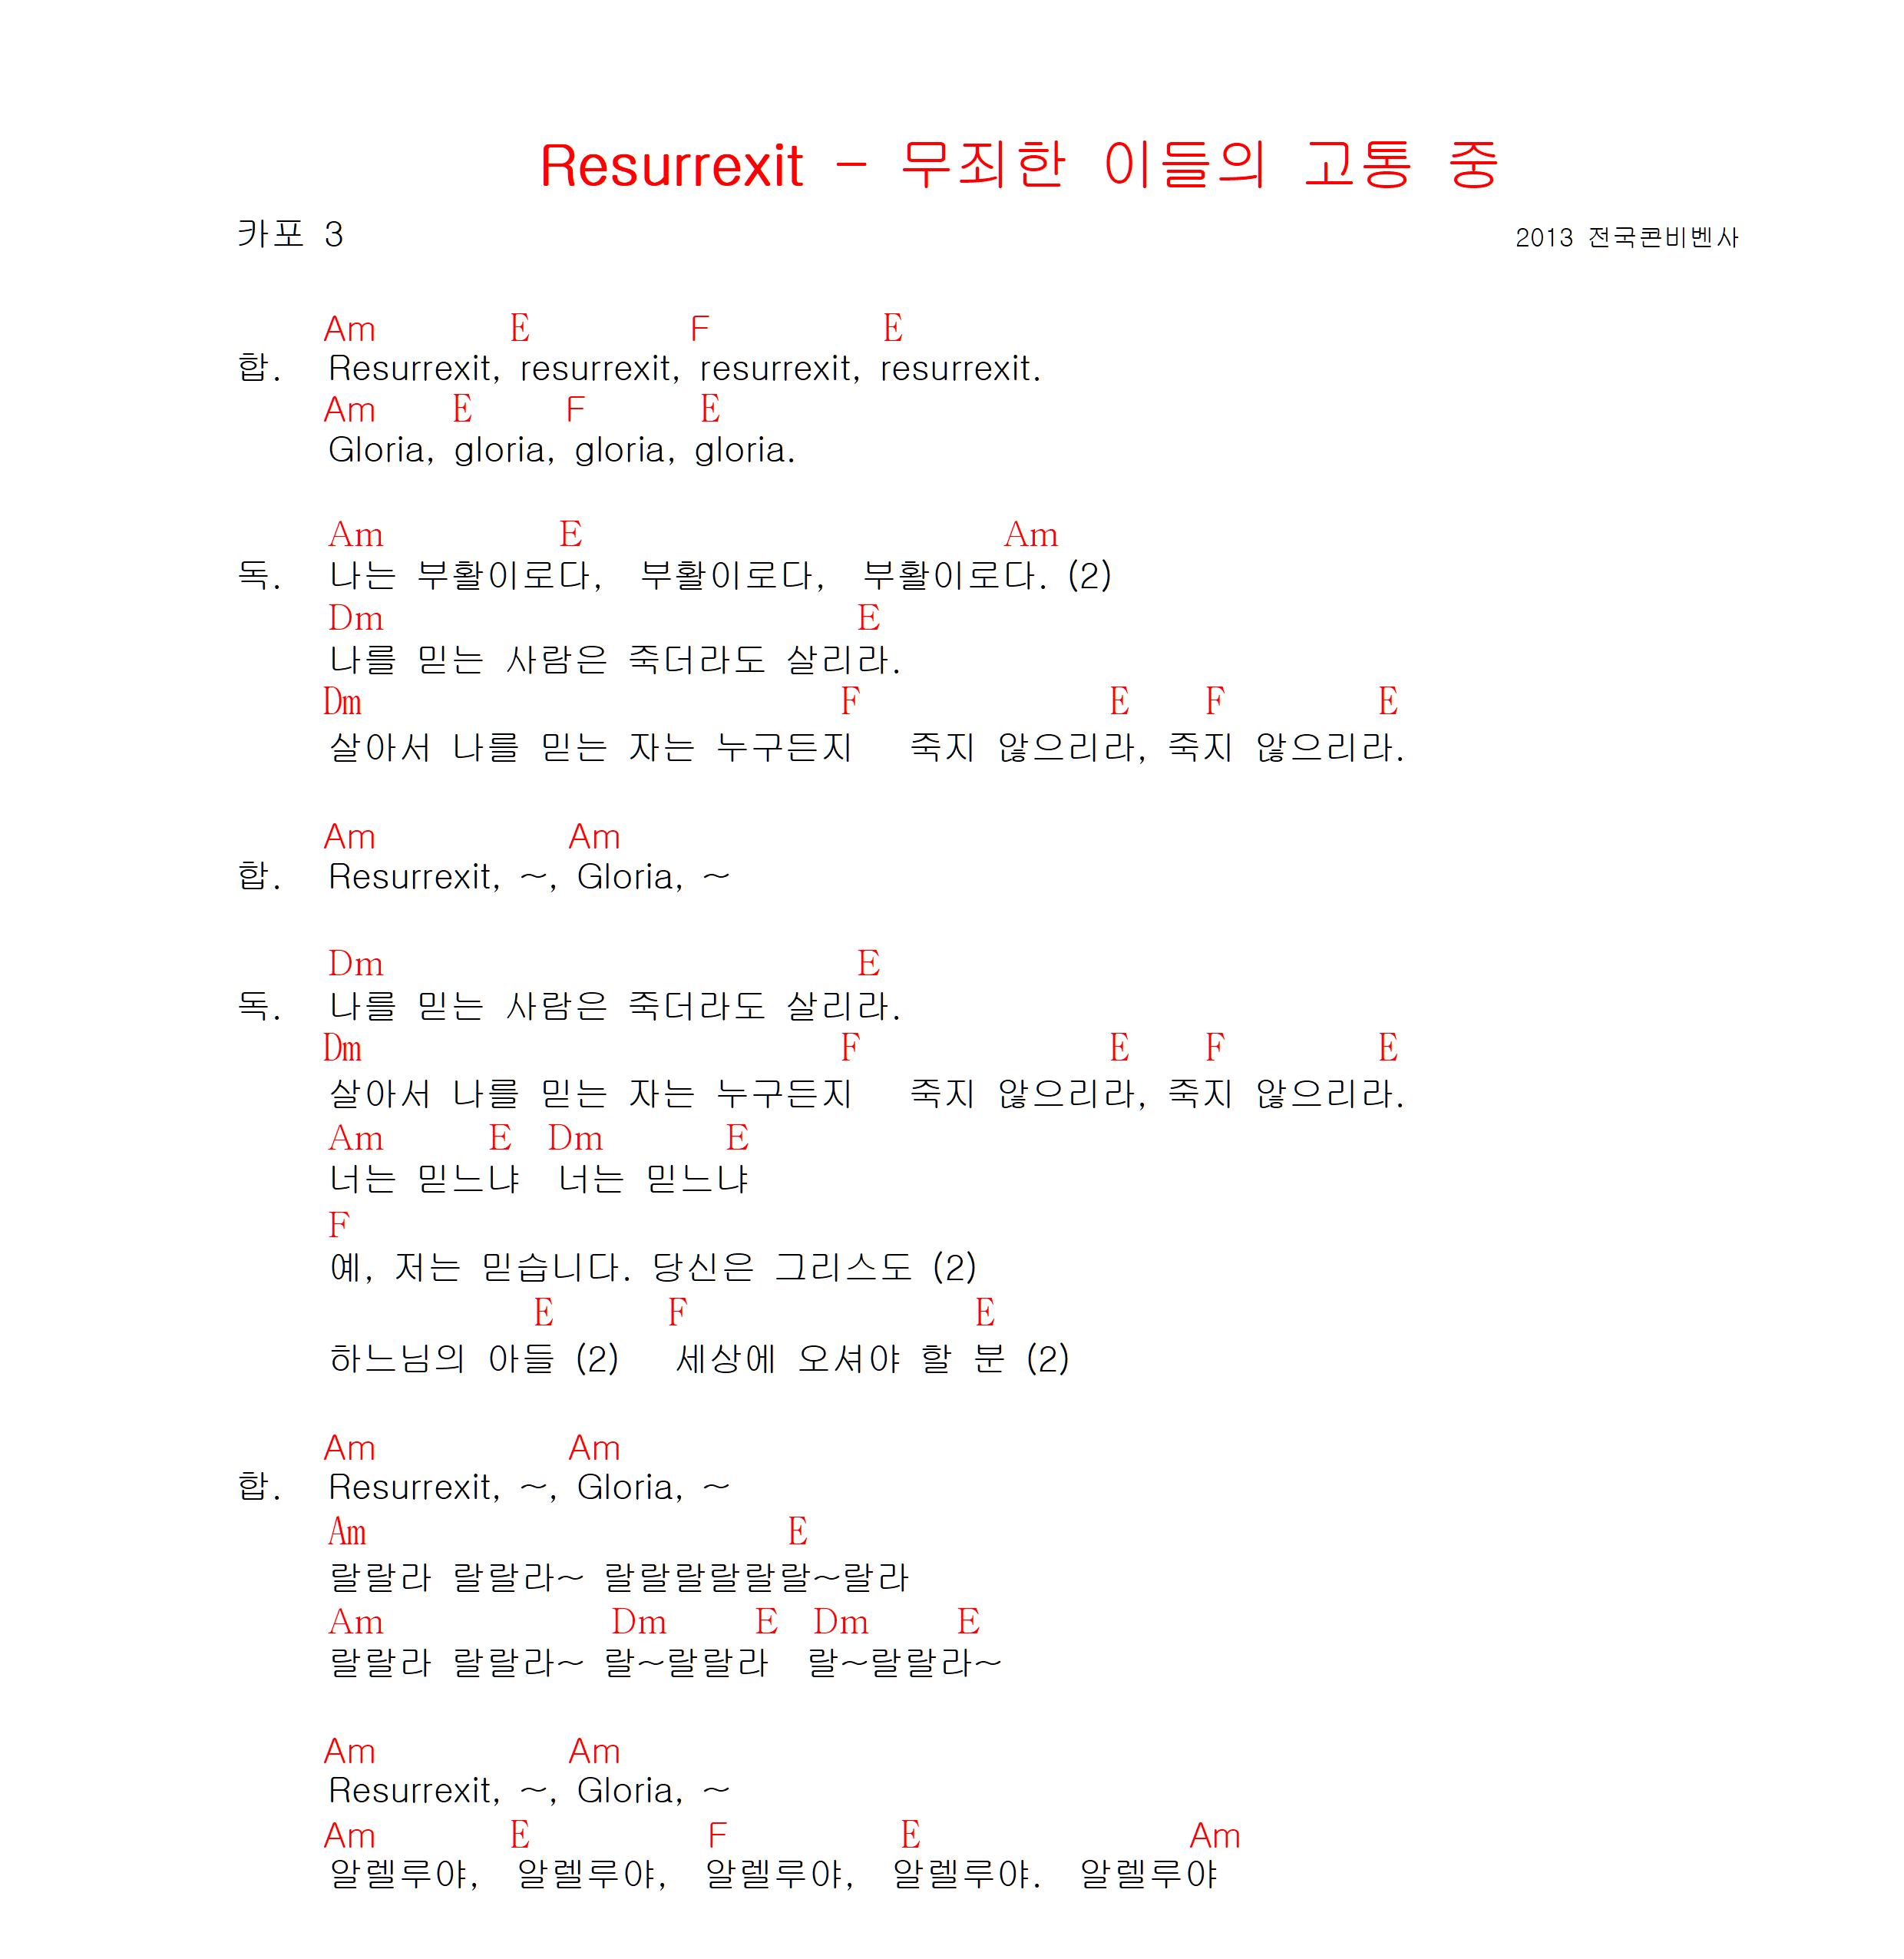 Resurrexit - 무죄한 이들의 고통 중
카포 3 2013 전국콘비벤사
Am E F E
합. Resurrexit, resurrexit, resurrexit, resurrexit.
Am E F E
Gloria, gloria, gloria, gloria.
Am E Am
독. 나는 부활이로다, 부활이로다, 부활이로다. (2)
Dm E
나를 믿는 사람은 죽더라도 살리라.
Dm F E F E
살아서 나를 믿는 자는 누구든지 죽지 않으리라, 죽지 않으리라.
Am Am
합. Resurrexit, ~, Gloria, ~
Dm E
독. 나를 믿는 사람은 죽더라도 살리라.
Dm F E F E
살아서 나를 믿는 자는 누구든지 죽지 않으리라, 죽지 않으리라.
Am E Dm E
너는 믿느냐 너는 믿느냐
F
예, 저는 믿습니다. 당신은 그리스도 (2)
E F E
하느님의 아들 (2) 세상에 오셔야 할 분 (2)
Am Am
합. Resurrexit, ~, Gloria, ~
Am E
랄랄라 랄랄라~ 랄랄랄랄랄랄~랄라
Am Dm E Dm E
랄랄라 랄랄라~ 랄~랄랄라 랄~랄랄라~
Am Am
Resurrexit, ~, Gloria, ~
Am E F E Am
알렐루야, 알렐루야, 알렐루야, 알렐루야. 알렐루야